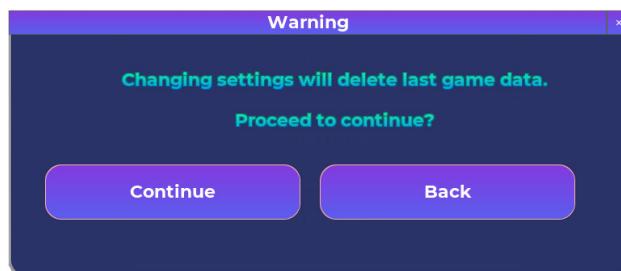 Warning
×
Changing settings will delete last game data.
Proceed to continue?
Continue
Back